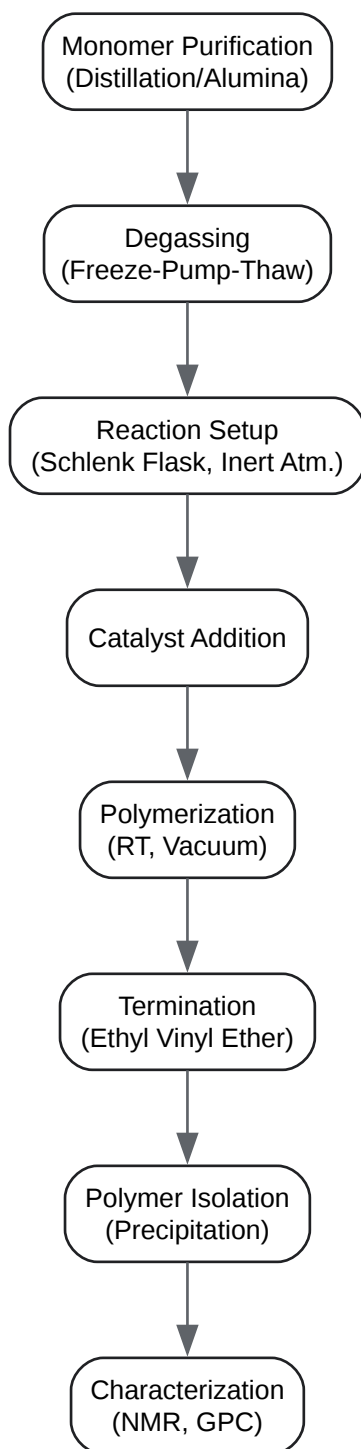 Monomer Purification
(Distillation/Alumina)
Degassing
(Freeze-Pump-Thaw)
Reaction Setup
(Schlenk Flask, Inert Atm.)
Catalyst Addition
Polymerization
(RT, Vacuum)
Termination
(Ethyl Vinyl Ether)
Polymer Isolation
(Precipitation)
Characterization
(NMR, GPC)